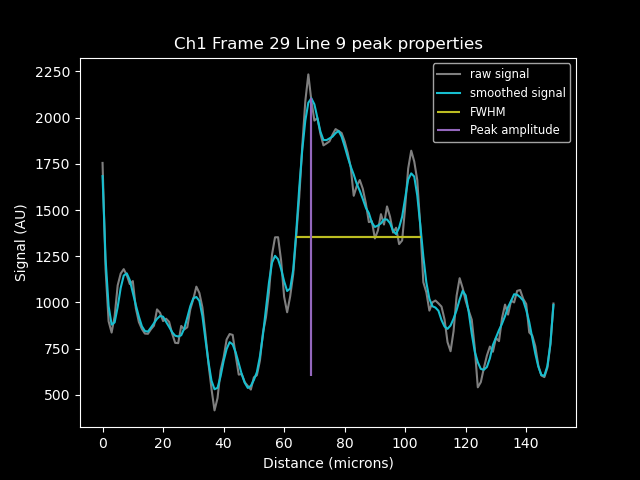 Ch1 Frame 29 Line 9 peak properties
2250
2000
1750
1500
1250
1000
750
500
Signal (AU)
raw signal
smoothed signal
FWHM
Peak amplitude
0 20 40 60 80 100 120 140
Distance (microns)